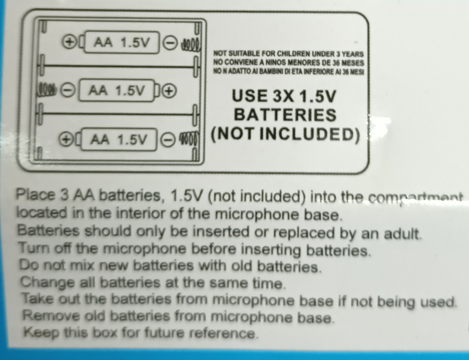 AA 1.5V
AA 1.5V
AA 1.5V
NOT SUITABLE FOR CHILDREN UNDER 3 YEARS
NO CONVIENE A NINOS MENORES DE 36 MESES
NO N ADATTO AI BAMBINI DI ETA INFERIORE AI 36 MESI
USE 3X 1.5V
BATTERIES
(NOT INCLUDED)
Place 3 AA batteries, 1.5V (not included) into the compartment
located in the interior of the microphone base.
Batteries should only be inserted or replaced by an adult.
Turn off the microphone before inserting batteries.
Do not mix new batteries with old batteries.
Change all batteries at the same time.
Take out the batteries from microphone base if not being used.
Remove old batteries from microphone base.
Keep this box for future reference.